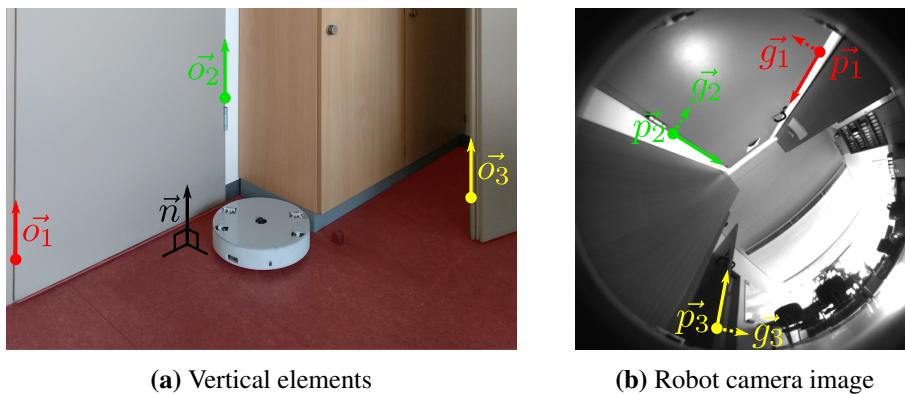 o⃗₂
o⃗₃
n⃗
o⃗₁
g⃗₁
p⃗₁
g⃗₂
p⃗₂
p⃗₃
g⃗₃
(a) Vertical elements
(b) Robot camera image